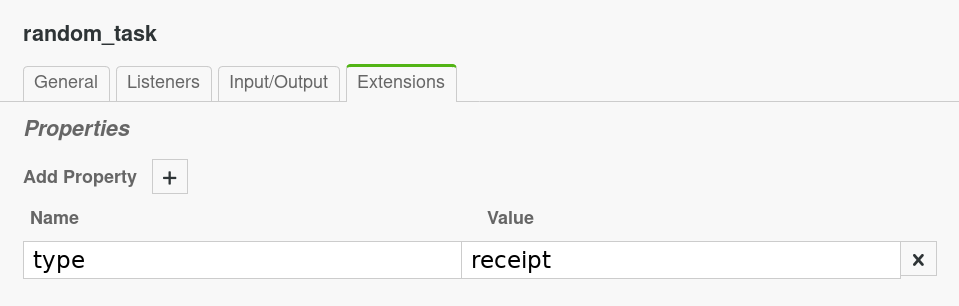 random_task
General Listeners Input/Output Extensions
Properties
Add Property +
Name Value
type receipt x